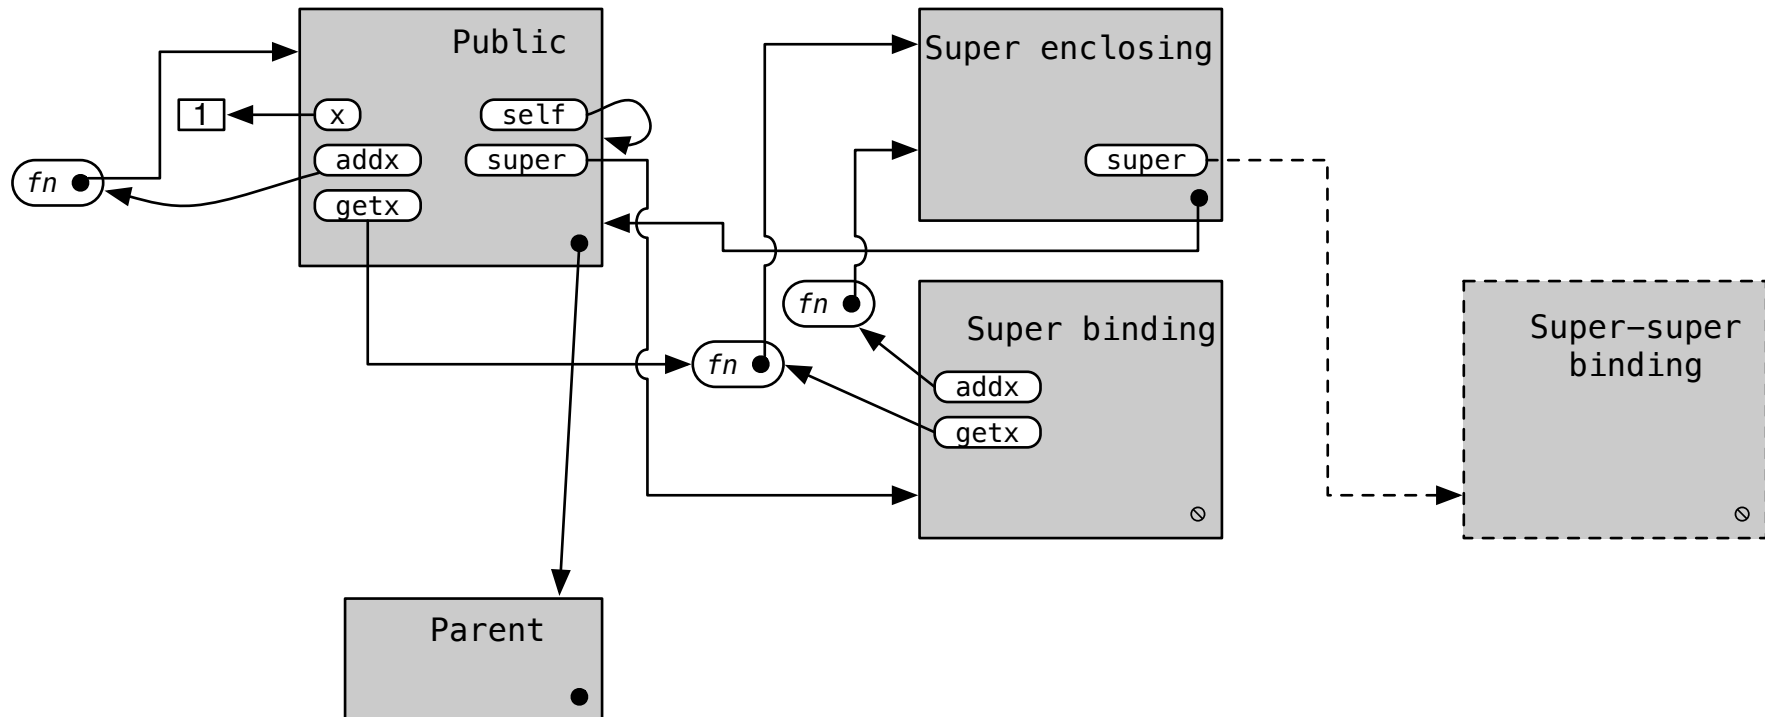 Public
Super enclosing
1
x
self
addx
super
super
fn
getx
fn
Super binding
Super–super
binding
fn
addx
getx
Parent